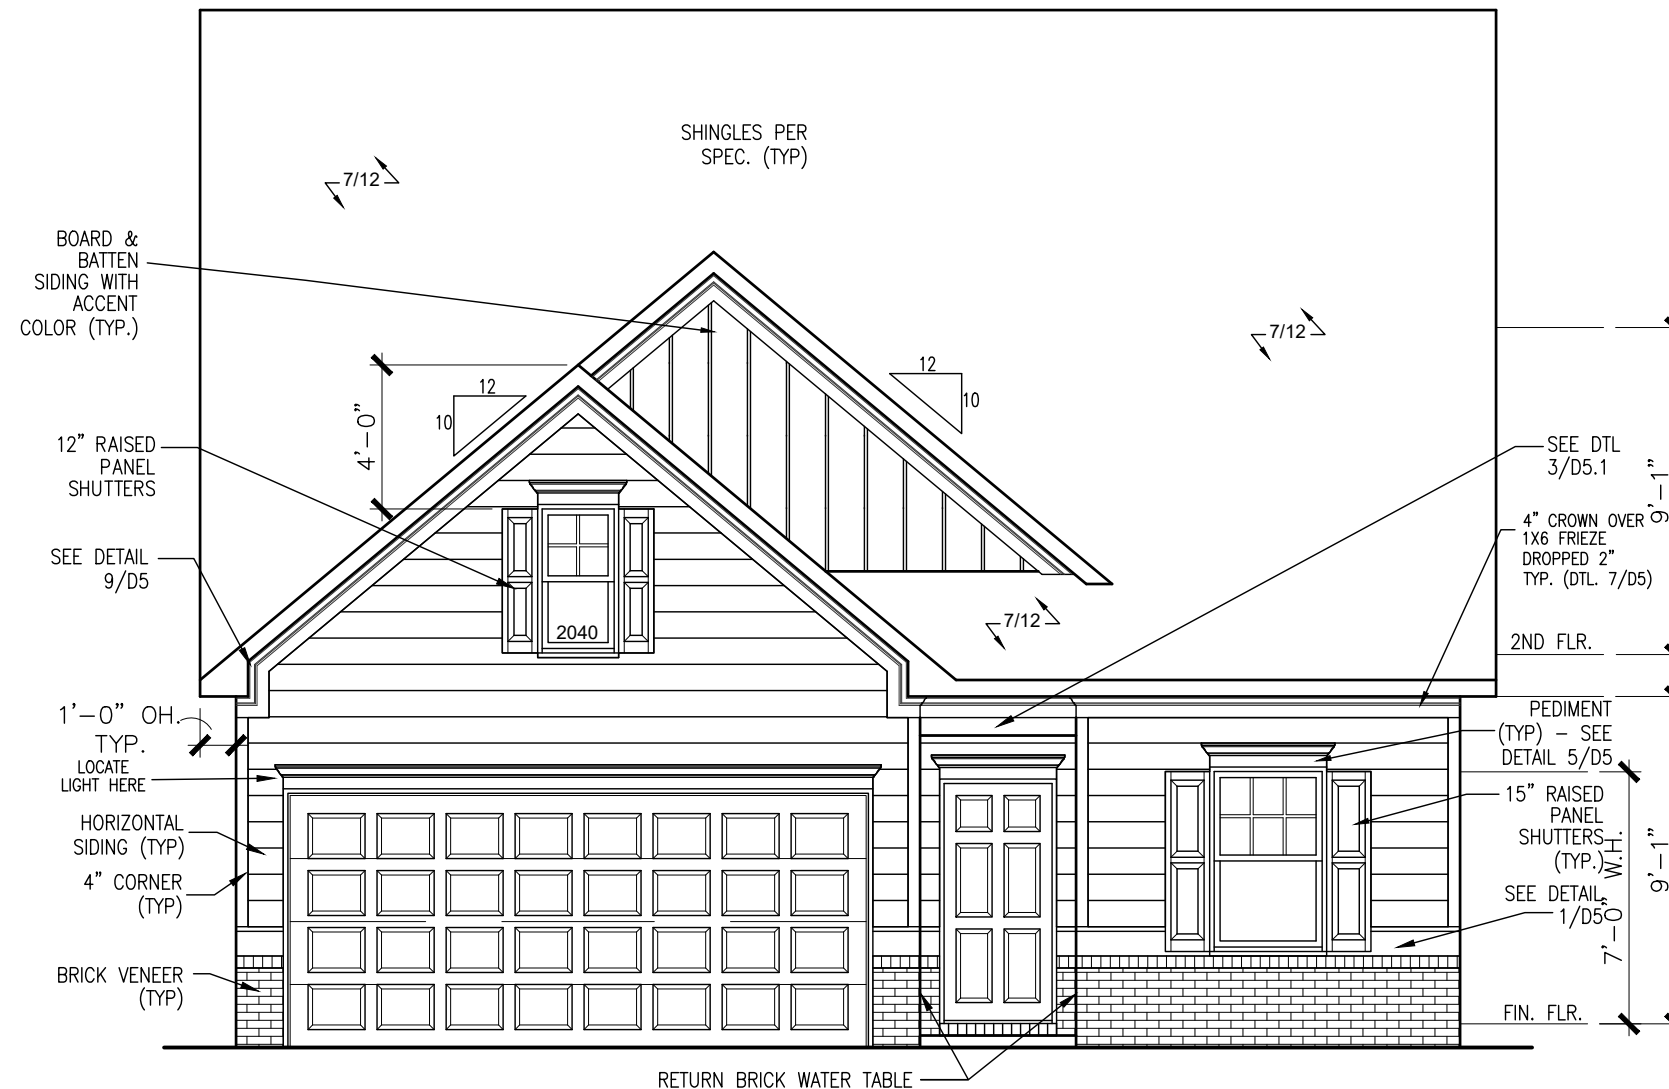 SHINGLES PER
SPEC. (TYP)
7/12
BOARD &
BATTEN
SIDING WITH
ACCENT
COLOR (TYP.)
7/12
12
10
12
10
4'-0"
12" RAISED
PANEL
SHUTTERS
SEE DTL
3/D5.1
9'-1"
4" CROWN OVER
1X6 FRIEZE
DROPPED 2"
TYP. (DTL. 7/D5)
SEE DETAIL
9/D5
7/12
2040
2ND FLR.
1'-0" OH.
TYP.
PEDIMENT
(TYP) - SEE
DETAIL 5/D5
LOCATE
LIGHT HERE
15" RAISED
PANEL
SHUTTERS
(TYP.)
HORIZONTAL
SIDING (TYP)
4" CORNER
(TYP)
7'-0" W.H.
9'-1"
SEE DETAIL
1/D5
BRICK VENEER
(TYP)
FIN. FLR.
RETURN BRICK WATER TABLE